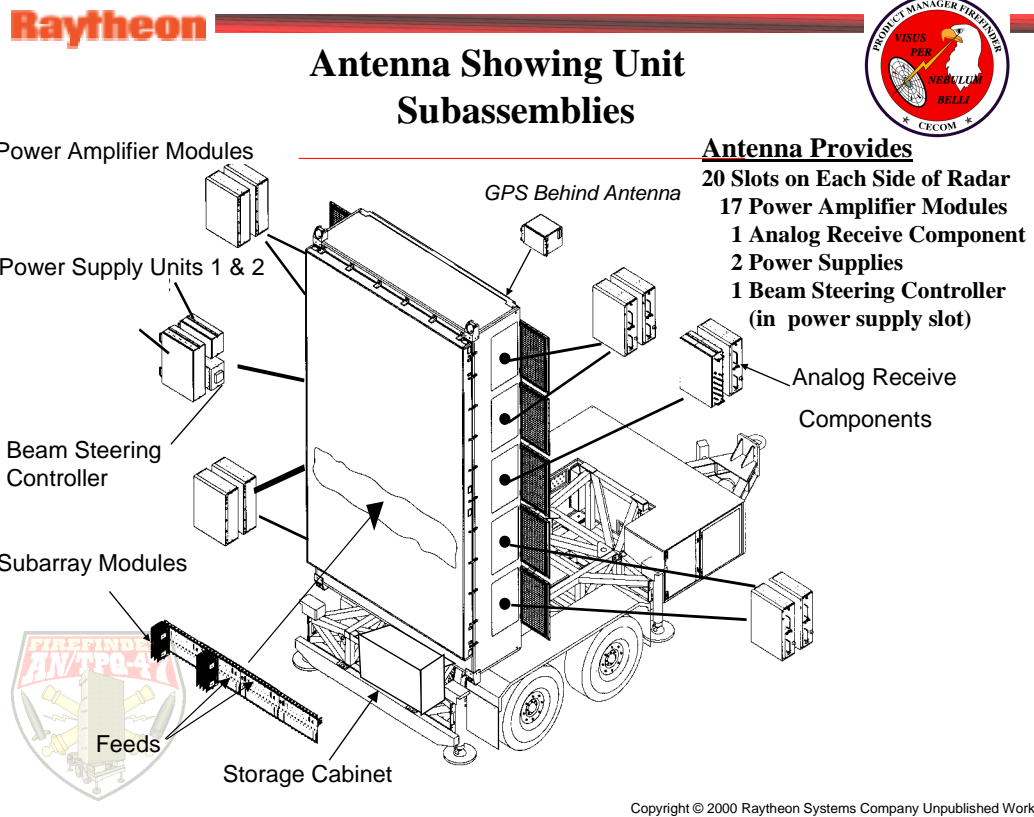 Raytheon
PRODUCT MANAGER FIREFINDER
VISUS
PER
NEBULUM
BELLI
CECOM
Antenna Showing Unit
Subassemblies
Power Amplifier Modules
Antenna Provides
20 Slots on Each Side of Radar
17 Power Amplifier Modules
1 Analog Receive Component
2 Power Supplies
1 Beam Steering Controller
(in power supply slot)
GPS Behind Antenna
Power Supply Units 1 & 2
Analog Receive
Components
Beam Steering
Controller
Subarray Modules
FIREFINDER
AN/TPQ-47
Feeds
Storage Cabinet
Copyright © 2000 Raytheon Systems Company Unpublished Work